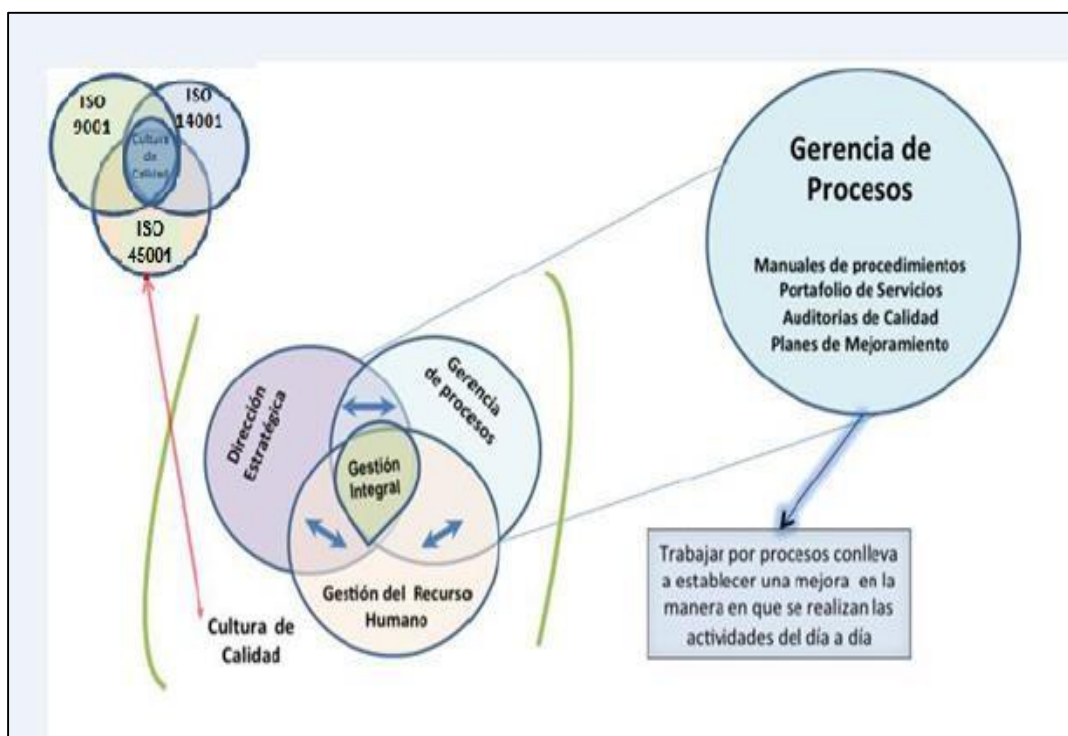 ISO
9001
ISO
14001
Cultura
de
Calidad
ISO
45001
Gerencia de
Procesos
Manuales de procedimientos
Portafolio de Servicios
Auditorias de Calidad
Planes de Mejoramiento
Dirección
Estratégica
Gerencia
de procesos
Gestión
Integral
Gestión del Recurso
Humano
Cultura de
Calidad
Trabajar por procesos conlleva
a establecer una mejora en la
manera en que se realizan las
actividades del día a día